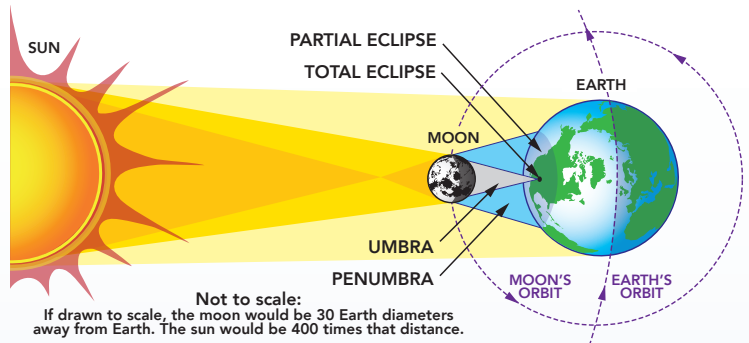 SUN
PARTIAL ECLIPSE
TOTAL ECLIPSE
EARTH
MOON
UMBRA
PENUMBRA
MOON'S
ORBIT
EARTH'S
ORBIT
Not to scale:
If drawn to scale, the moon would be 30 Earth diameters
away from Earth. The sun would be 400 times that distance.